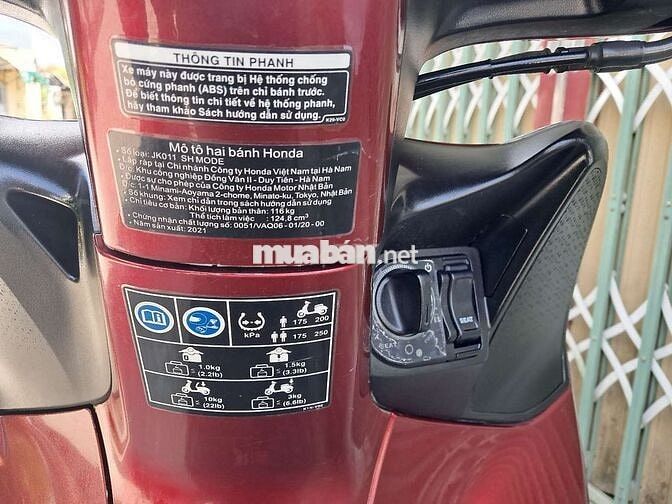 THÔNG TIN PHANH
Xe máy này được trang bị Hệ thống chống
bó cứng phanh (ABS) trên chỉ bánh trước.
Để biết thông tin chi tiết về hệ thống phanh,
hãy tham khảo Sách hướng dẫn sử dụng.
K29-VC0
Mô tô hai bánh Honda
• Số loại: JK011 SH MODE
• Lắp ráp tại Chi nhánh Công ty Honda Việt Nam tại Hà Nam
Đ/c: Khu công nghiệp Đồng Văn II - Duy Tiên - Hà Nam
• Được sự cho phép của Công ty Honda Motor Nhật Bản
Đ/c: 1-1 Minami-Aoyama 2-chome, Minato-ku, Tokyo, Nhật Bản
• Số khung: Xem chỉ dẫn trong sách hướng dẫn sử dụng
• Chỉ tiêu cơ bản: Khối lượng bản thân: 116 kg
Thể tích làm việc : 124.8 cm³
• Chứng nhận chất lượng số: 0051/VAQ06 - 01/20 - 00
• Năm sản xuất: 2021
muaban.net
kPa
175 200
175 250
1.0kg
(2.2lb)
1.5kg
(3.3lb)
10kg
(22lb)
3kg
(6.6lb)
SEAT
SEAT